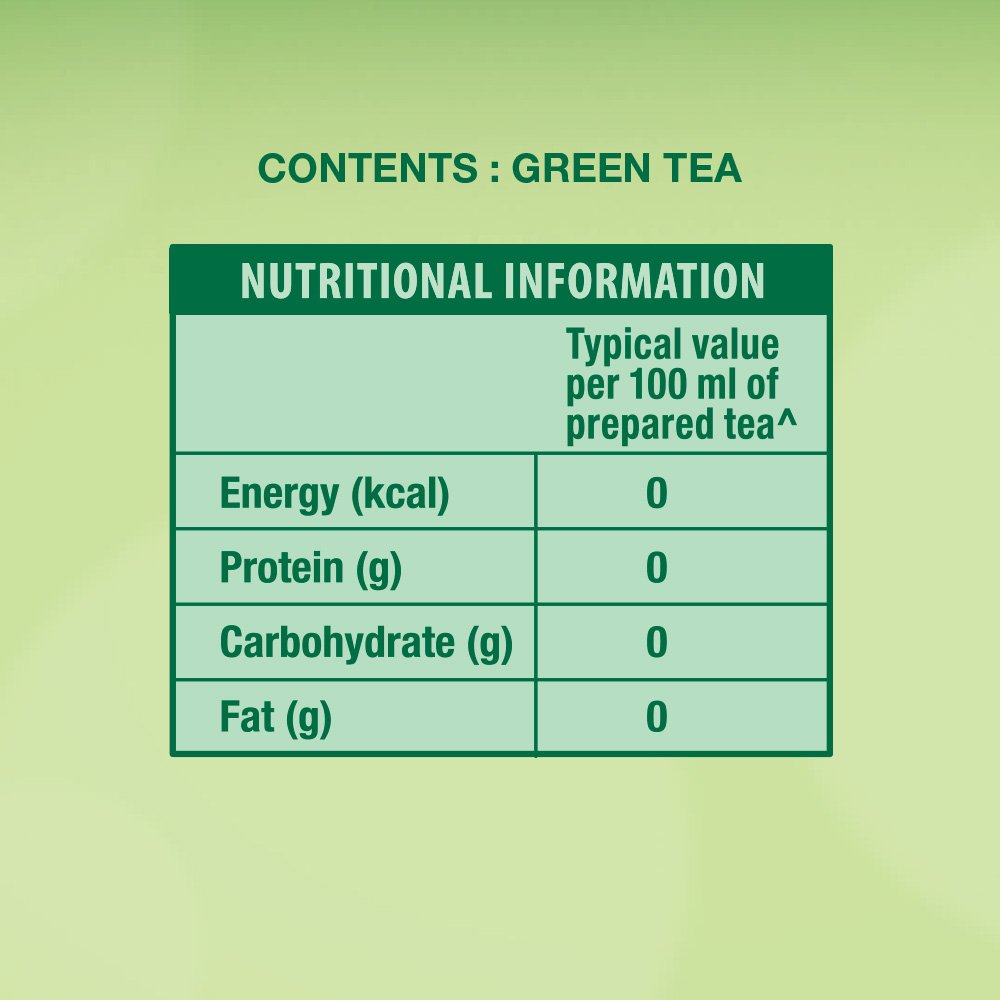 CONTENTS : GREEN TEA
NUTRITIONAL INFORMATION
Typical value
per 100 ml of
prepared tea^
Energy (kcal) 0
Protein (g) 0
Carbohydrate (g) 0
Fat (g) 0